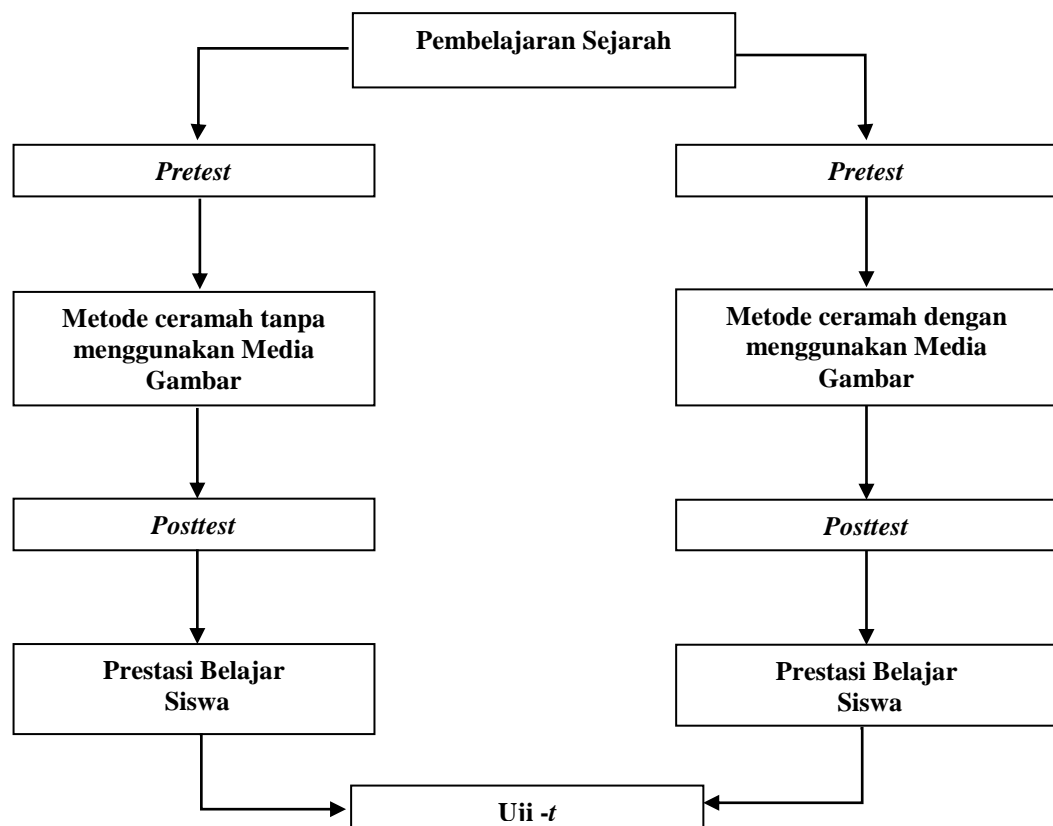 Pembelajaran Sejarah
Pretest
Pretest
Metode ceramah tanpa
menggunakan Media
Gambar
Metode ceramah dengan
menggunakan Media
Gambar
Posttest
Posttest
Prestasi Belajar
Siswa
Prestasi Belajar
Siswa
Uji -t